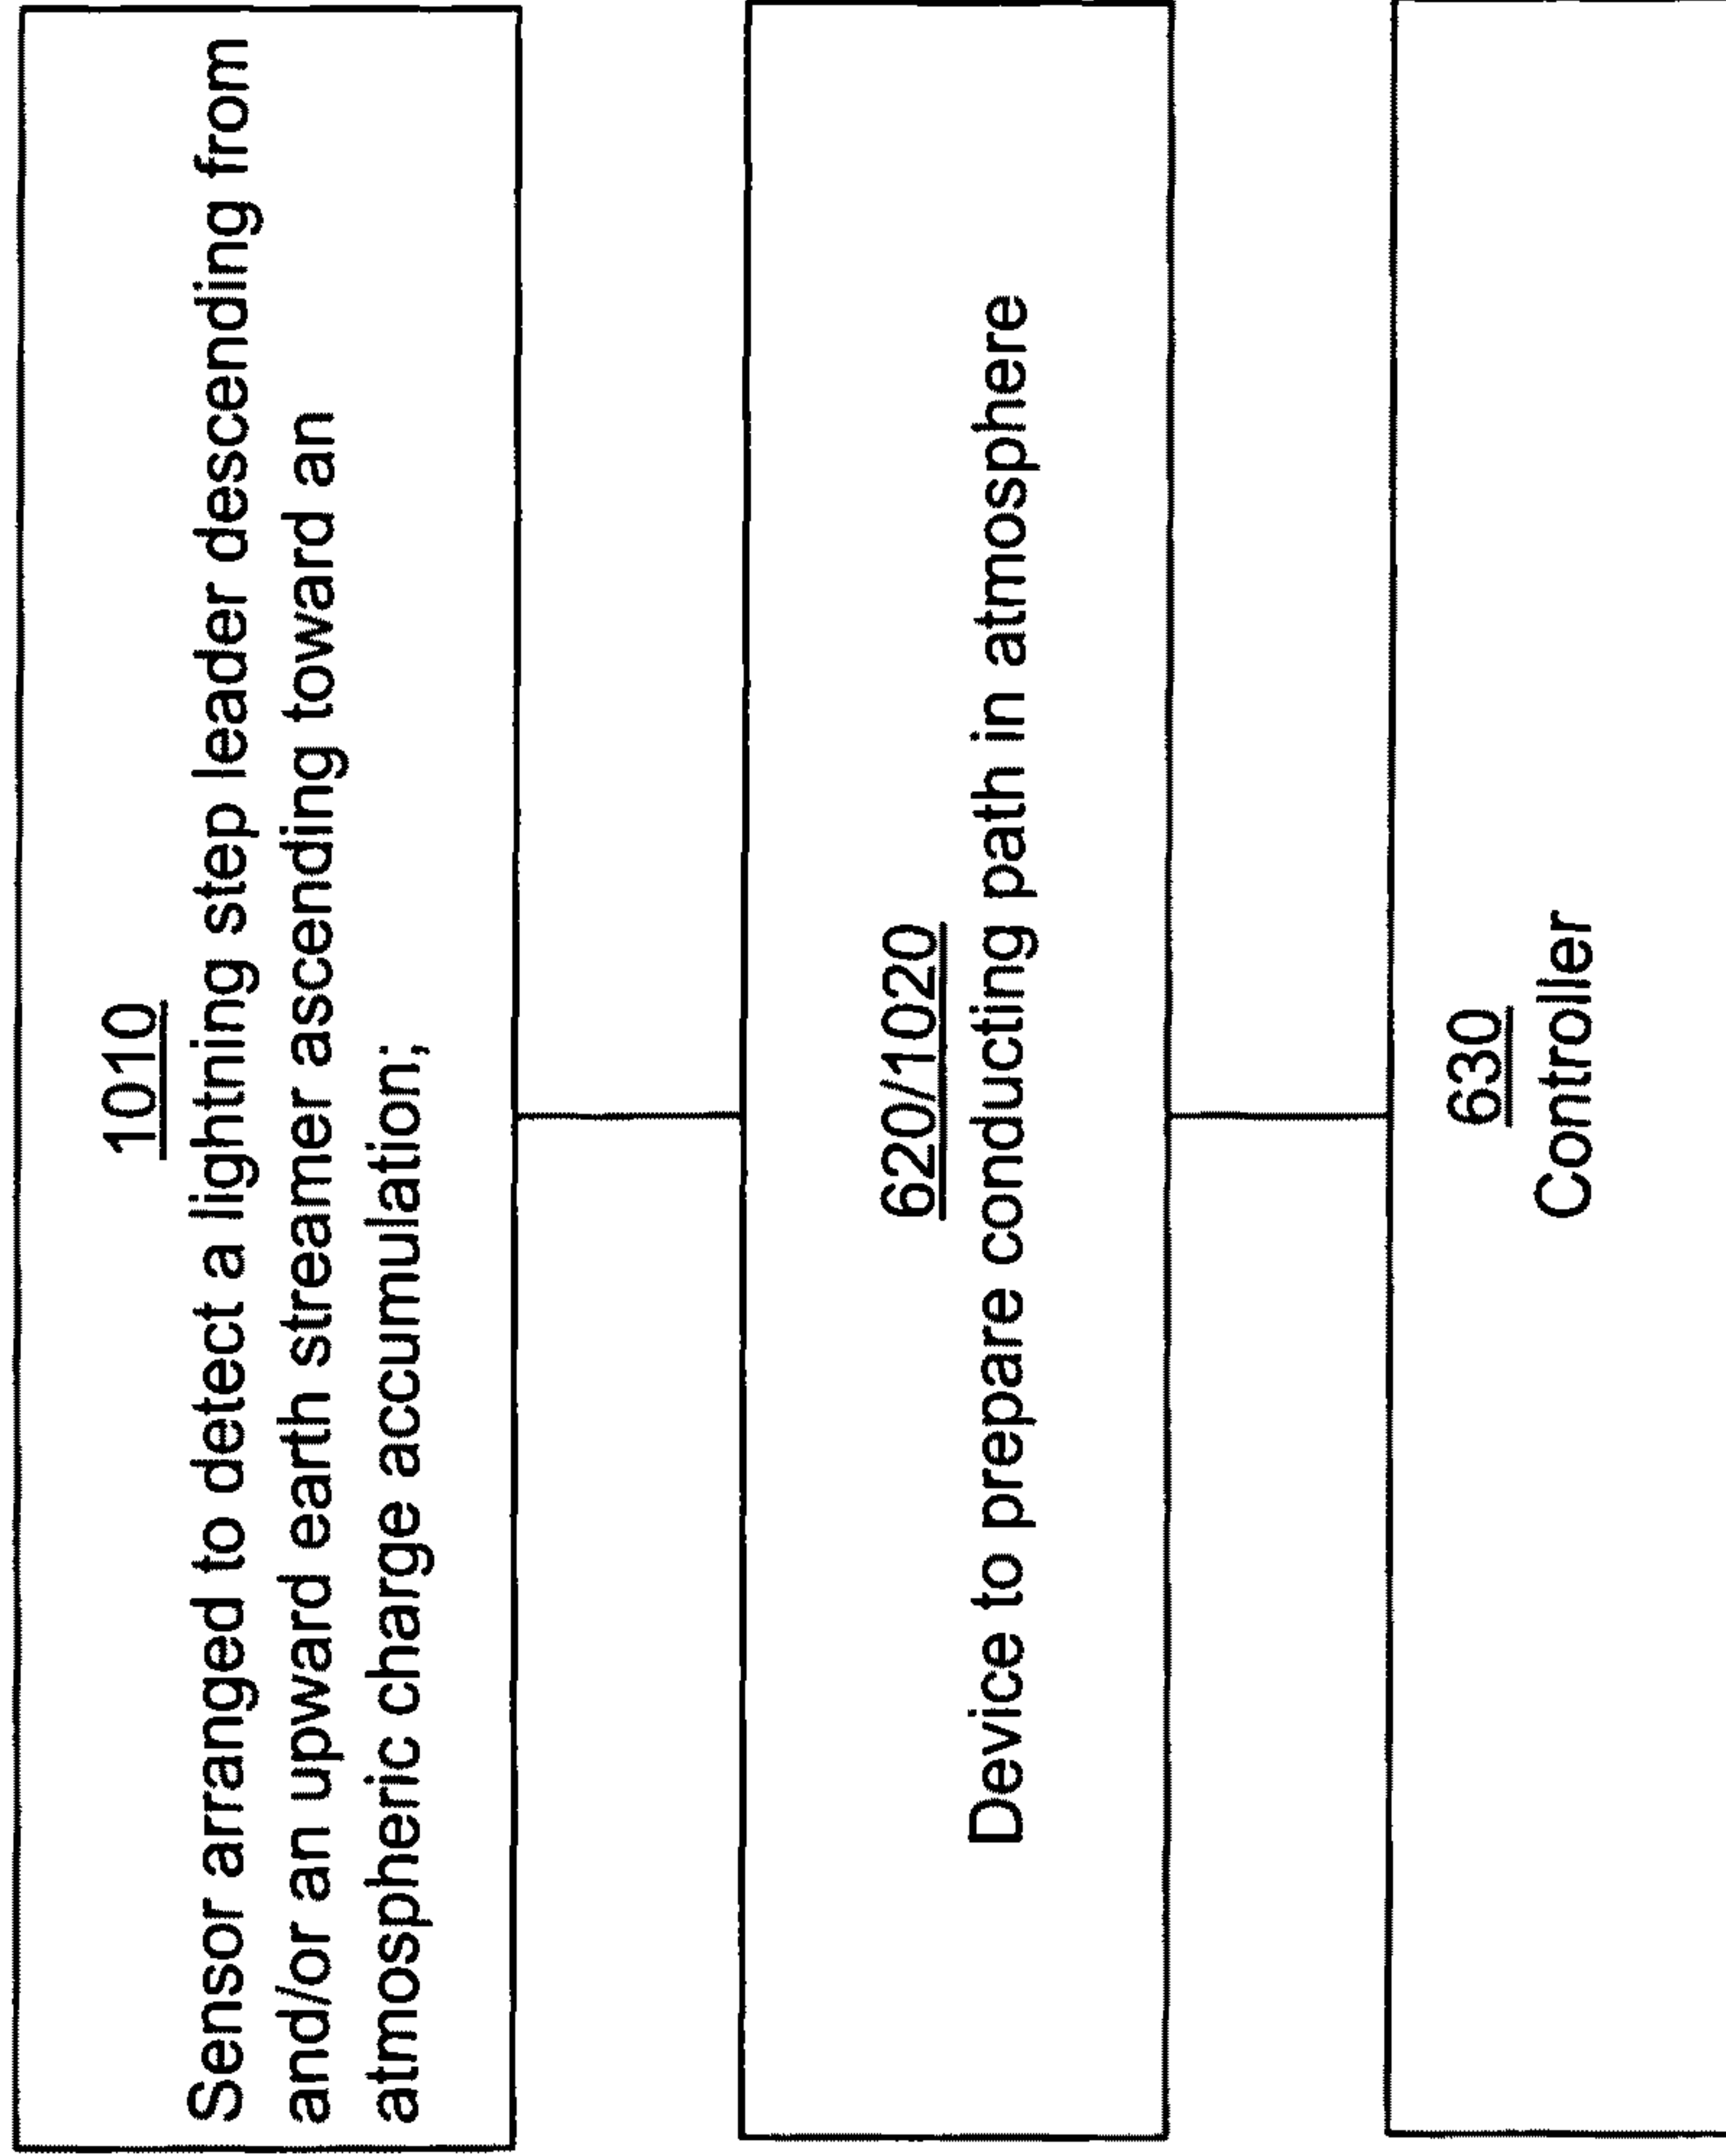 1010
Sensor arranged to detect a lightning step leader descending from
and/or an upward earth streamer ascending toward an
atmospheric charge accumulation;
620/1020
Device to prepare conducting path in atmosphere
630
Controller